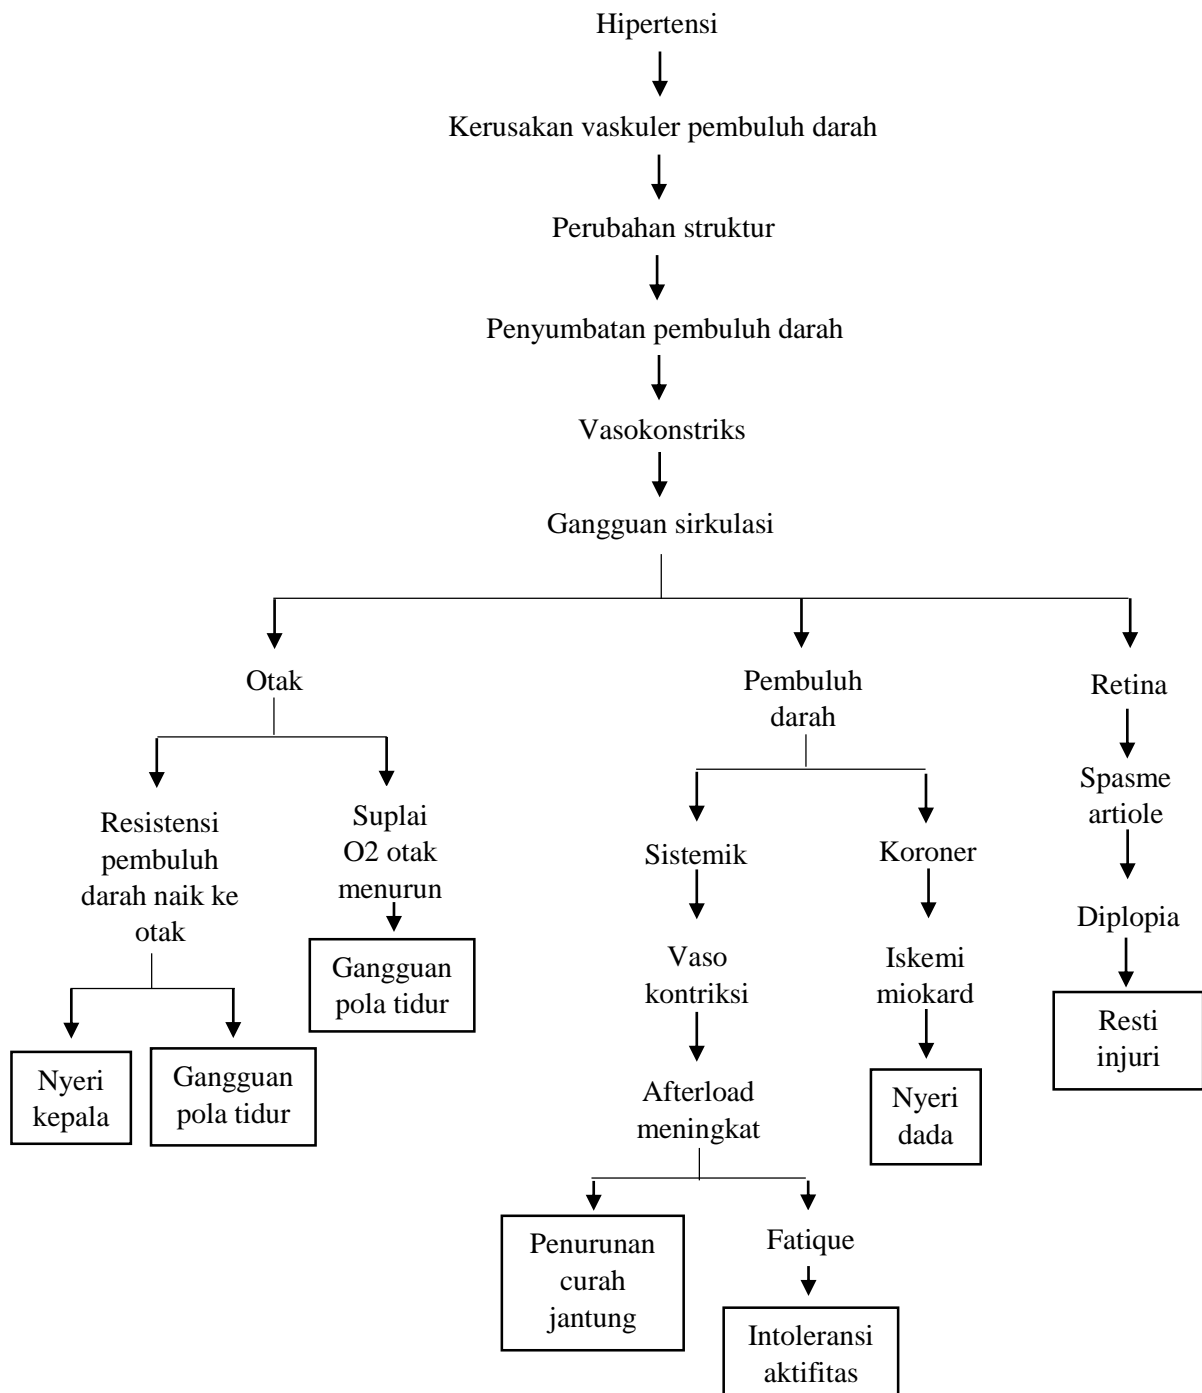 Hipertensi
Kerusakan vaskuler pembuluh darah
Perubahan struktur
Penyumbatan pembuluh darah
Vasokonstriks
Gangguan sirkulasi
Otak
Pembuluh
darah
Retina
Resistensi
pembuluh
darah naik ke
otak
Suplai
O2 otak
menurun
Sistemik
Koroner
Spasme
artiole
Gangguan
pola tidur
Vaso
kontriksi
Iskemi
miokard
Diplopia
Nyeri
kepala
Gangguan
pola tidur
Afterload
meningkat
Nyeri
dada
Resti
injuri
Penurunan
curah
jantung
Fatique
Intoleransi
aktifitas